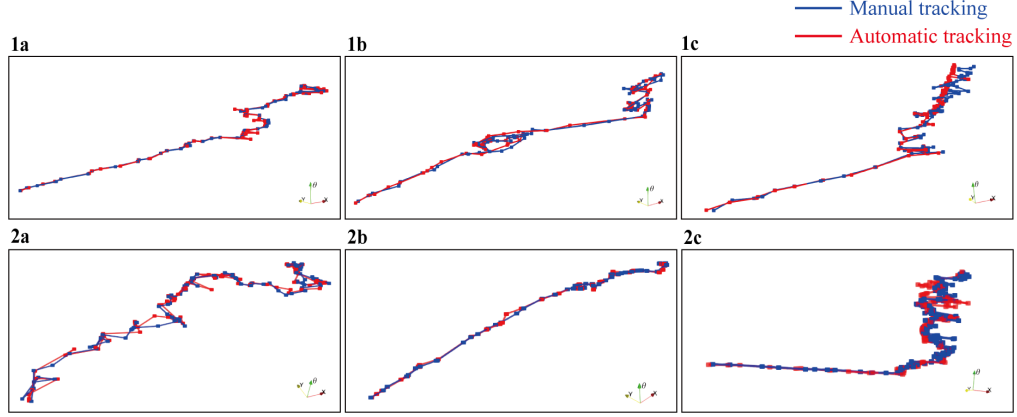 Manual tracking
Automatic tracking
1a
1b
1c
θ
Y
X
θ
Y
X
θ
Y
X
2a
2b
2c
θ
Y
X
θ
Y
X
θ
Y
X